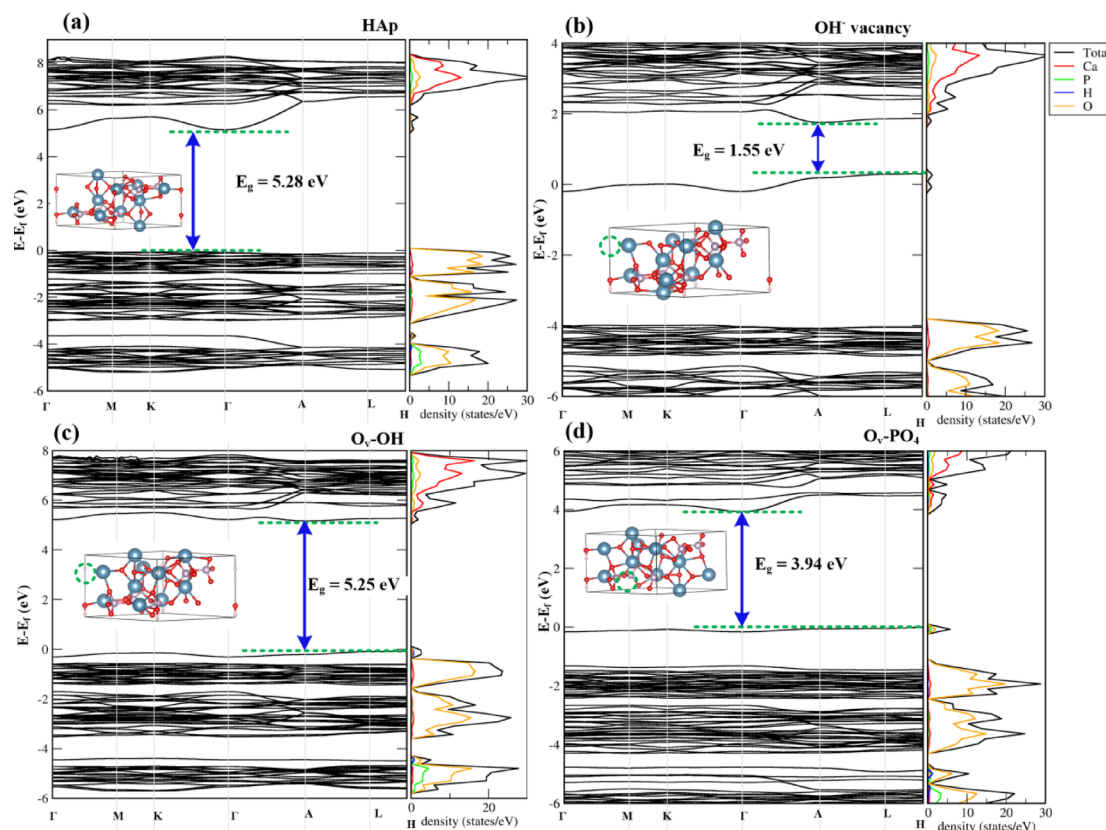 (a)
HAp
E-E_f (eV)
8
6
4
2
0
-2
-4
-6
E_g = 5.28 eV
Γ M K Γ A L H
density (states/eV)
0 10 20 30
(b)
OH⁻ vacancy
E-E_f (eV)
4
2
0
-2
-4
-6
E_g = 1.55 eV
Γ M K Γ A L H
density (states/eV)
0 10 20 30
Total
Ca
P
H
O
(c)
O_v-OH
E-E_f (eV)
8
6
4
2
0
-2
-4
-6
E_g = 5.25 eV
Γ M K Γ A L H
density (states/eV)
0 20
(d)
O_v-PO₄
E-E_f (eV)
6
4
2
0
-2
-4
-6
E_g = 3.94 eV
Γ M K Γ A L H
density (states/eV)
0 10 20 30